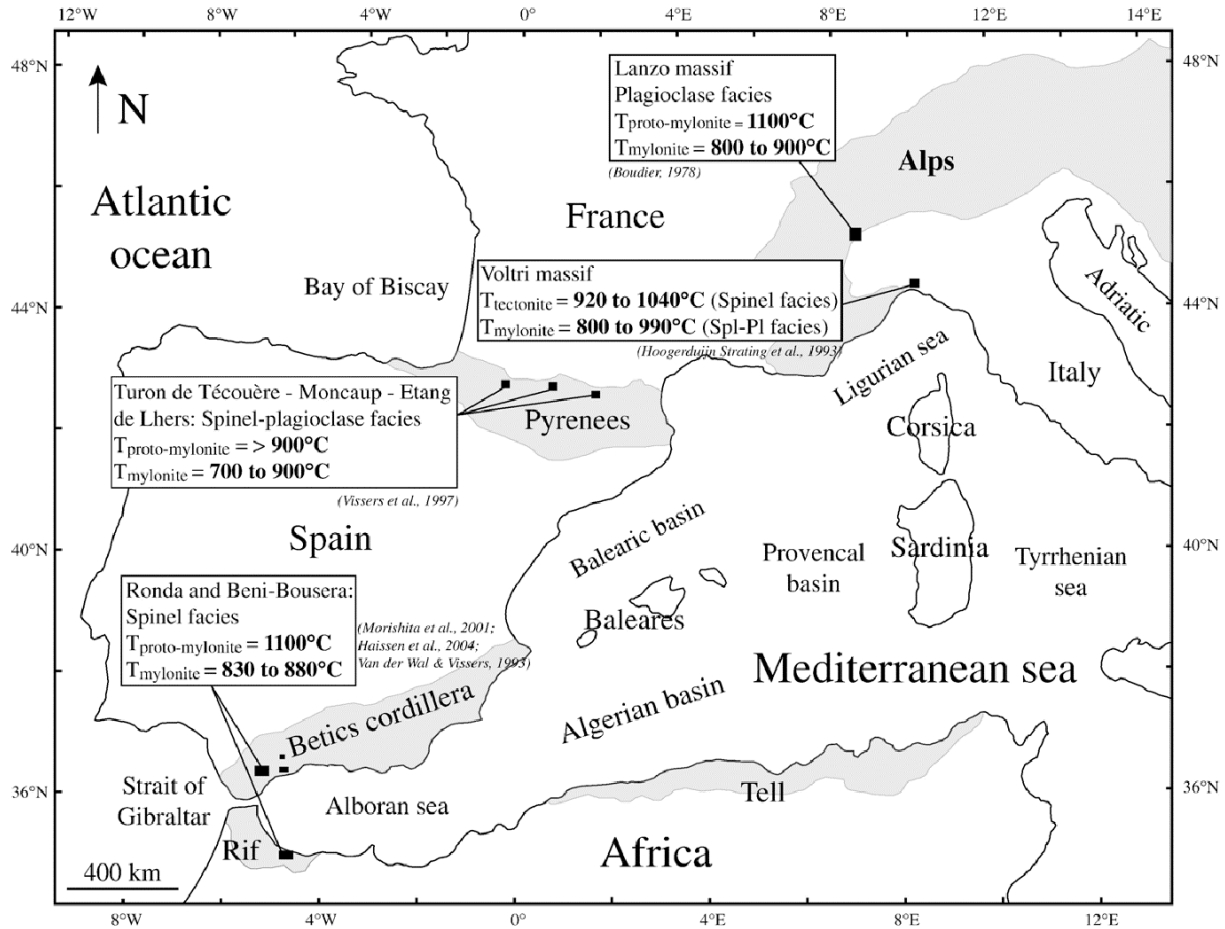 12°W 8°W 4°W 0° 4°E 8°E 12°E 14°E
48°N
48°N
N
Lanzo massif
Plagioclase facies
Tproto-mylonite = 1100°C
Tmylonite = 800 to 900°C
(Boudier, 1978)
Alps
Atlantic
ocean
France
Bay of Biscay
Voltri massif
Ttectonite = 920 to 1040°C (Spinel facies)
Tmylonite = 800 to 990°C (Spl-Pl facies)
(Hoogerduijn Strating et al., 1993)
Adriatic
44°N
44°N
Ligurian sea
Italy
Turon de Técouère - Moncaup - Etang
de Lhers: Spinel-plagioclase facies
Tproto-mylonite = > 900°C
Tmylonite = 700 to 900°C
(Vissers et al., 1997)
Pyrenees
Corsica
Spain
Balearic basin
Provencal
basin
Sardinia
Tyrrhenian
sea
40°N
40°N
Ronda and Beni-Bousera:
Spinel facies
Tproto-mylonite = 1100°C
Tmylonite = 830 to 880°C
(Morishita et al., 2001;
Haissen et al., 2004;
Van der Wal & Vissers, 1993)
Baleares
Mediterranean sea
Betics cordillera
Algerian basin
Strait of
Gibraltar
Alboran sea
Tell
36°N
36°N
Rif
Africa
400 km
8°W 4°W 0° 4°E 8°E 12°E